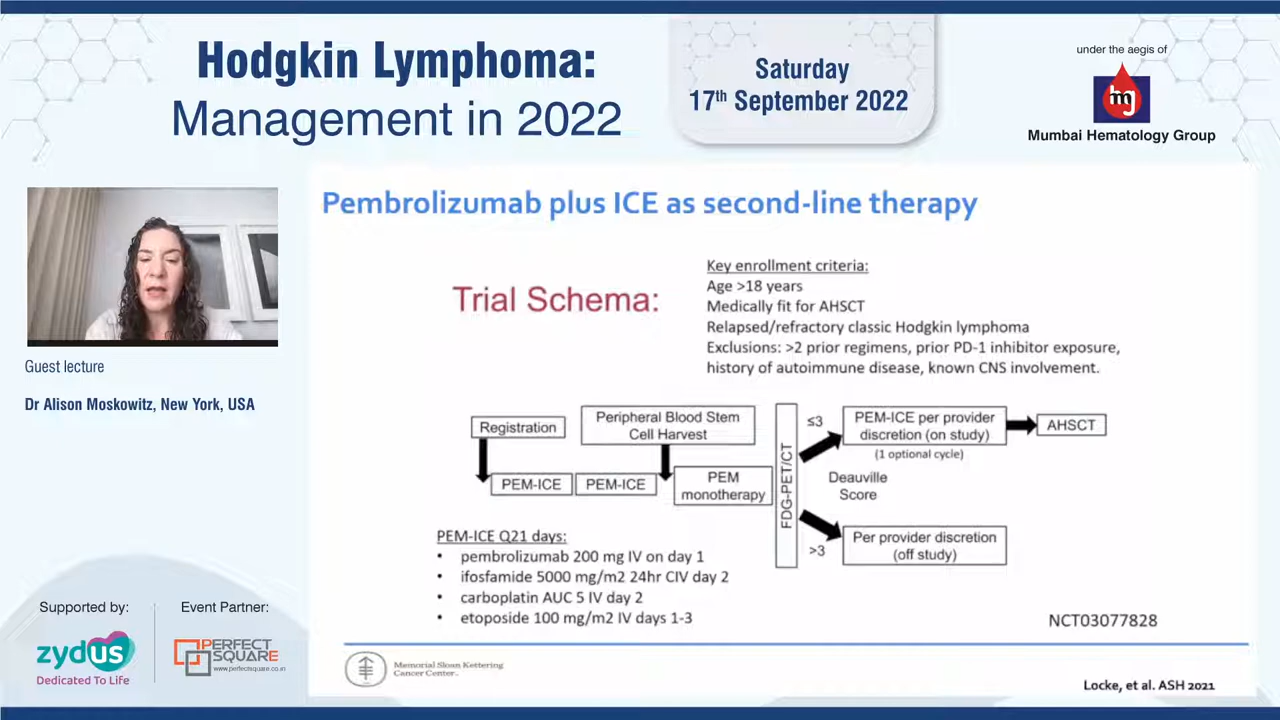 Hodgkin Lymphoma:
Management in 2022
Saturday
17th September 2022
under the aegis of
mg
Mumbai Hematology Group
Guest lecture
Dr Alison Moskowitz, New York, USA
Pembrolizumab plus ICE as second-line therapy
Trial Schema:
Key enrollment criteria:
Age >18 years
Medically fit for AHSCT
Relapsed/refractory classic Hodgkin lymphoma
Exclusions: >2 prior regimens, prior PD-1 inhibitor exposure,
history of autoimmune disease, known CNS involvement.
Registration
Peripheral Blood Stem
Cell Harvest
PEM-ICE
PEM-ICE
PEM
monotherapy
FDG-PET/CT
≤3
PEM-ICE per provider
discretion (on study)
(1 optional cycle)
AHSCT
Deauville
Score
>3
Per provider discretion
(off study)
PEM-ICE Q21 days:
• pembrolizumab 200 mg IV on day 1
• ifosfamide 5000 mg/m2 24hr CIV day 2
• carboplatin AUC 5 IV day 2
• etoposide 100 mg/m2 IV days 1-3
NCT03077828
Memorial Sloan Kettering
Cancer Center
Locke, et al. ASH 2021
Supported by:
zydus
Dedicated To Life
Event Partner:
PERFECT
SQUARE
www.perfectsquare.co.in